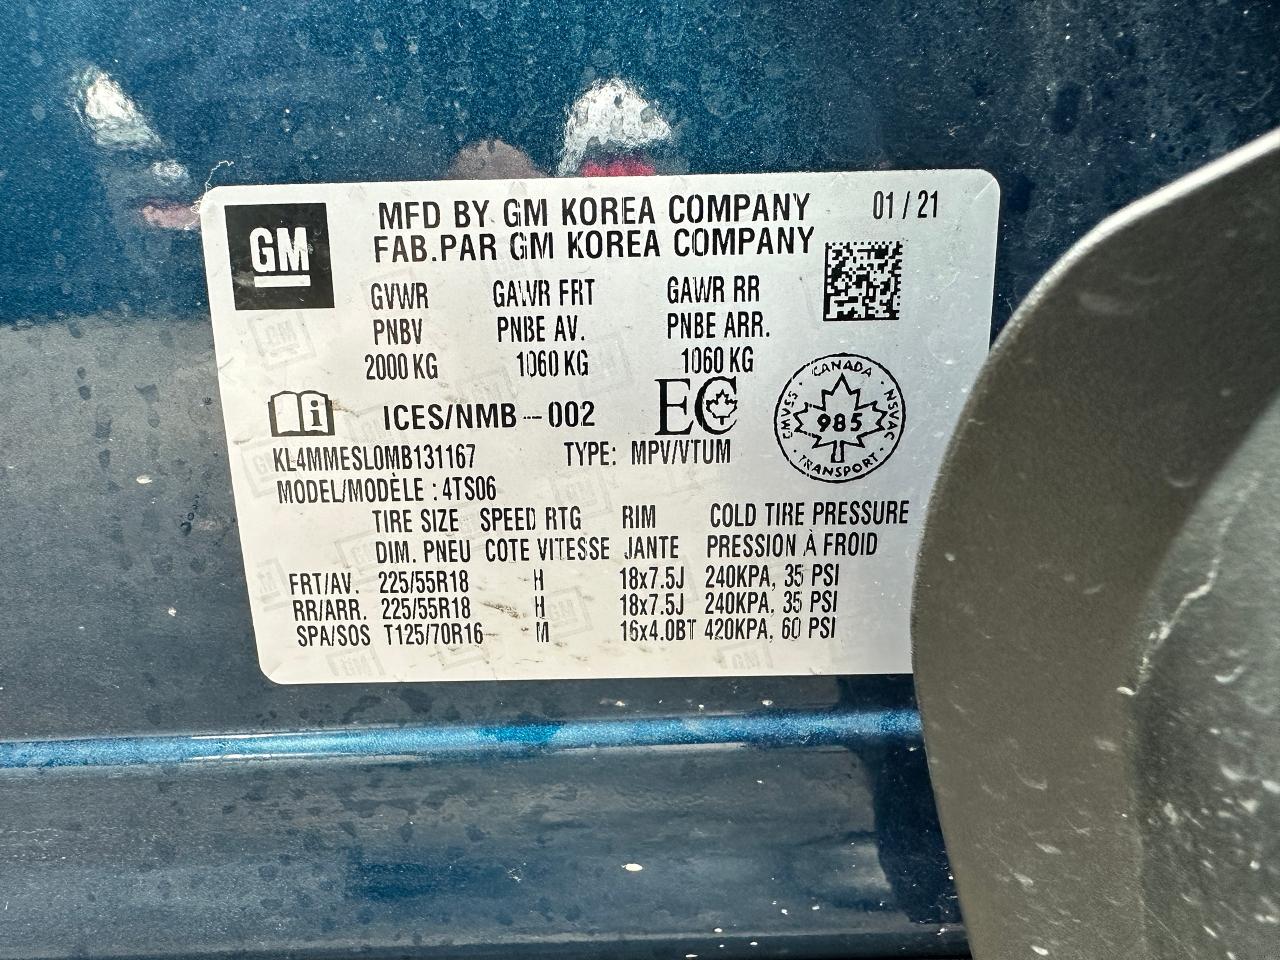 GM
MFD BY GM KOREA COMPANY 01/21
FAB.PAR GM KOREA COMPANY
GVWR GAWR FRT GAWR RR
PNBV PNBE AV. PNBE ARR.
2000 KG 1060 KG 1060 KG
i ICES/NMB--002 EC
CANADA
CMVSS 985 NSVAC
TRANSPORT
KL4MMESL0MB131167 TYPE: MPV/VTUM
MODEL/MODÈLE : 4TS06
TIRE SIZE SPEED RTG RIM COLD TIRE PRESSURE
DIM. PNEU COTE VITESSE JANTE PRESSION À FROID
FRT/AV. 225/55R18 H 18x7.5J 240KPA, 35 PSI
RR/ARR. 225/55R18 H 18x7.5J 240KPA, 35 PSI
SPA/SOS T125/70R16 M 16x4.0BT 420KPA, 60 PSI